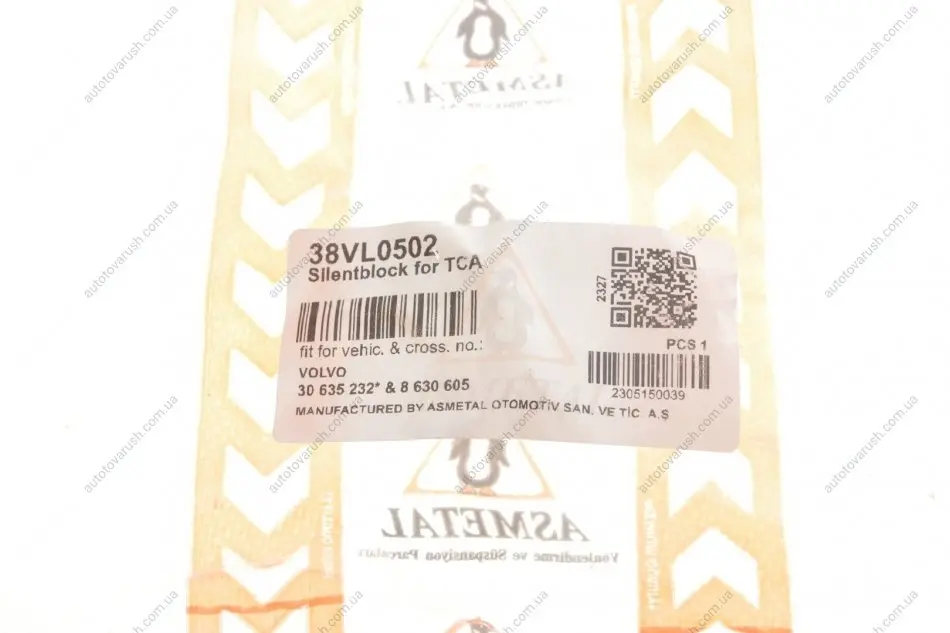 ASMETAL
38VL0502
Silentblock for TCA
2327
fit for vehic. & cross. no.:
PCS 1
VOLVO
30 635 232* & 8 630 605
2305150039
MANUFACTURED BY ASMETAL OTOMOTİV SAN. VE TİC A.Ş
ASMETAL
Yönlendirme ve Süspansiyon Parçaları
autotovarush.com.ua